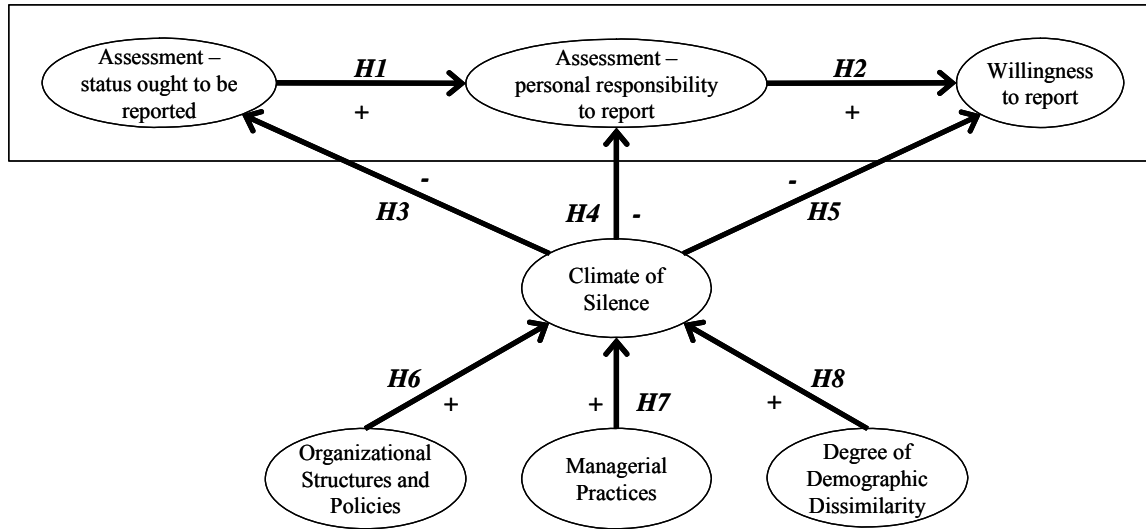 Assessment –
status ought to be
reported
H1
+
Assessment –
personal responsibility
to report
H2
+
Willingness
to report
-
H3
H4
-
-
H5
Climate of
Silence
H6
+
+
H7
H8
+
Organizational
Structures and
Policies
Managerial
Practices
Degree of
Demographic
Dissimilarity